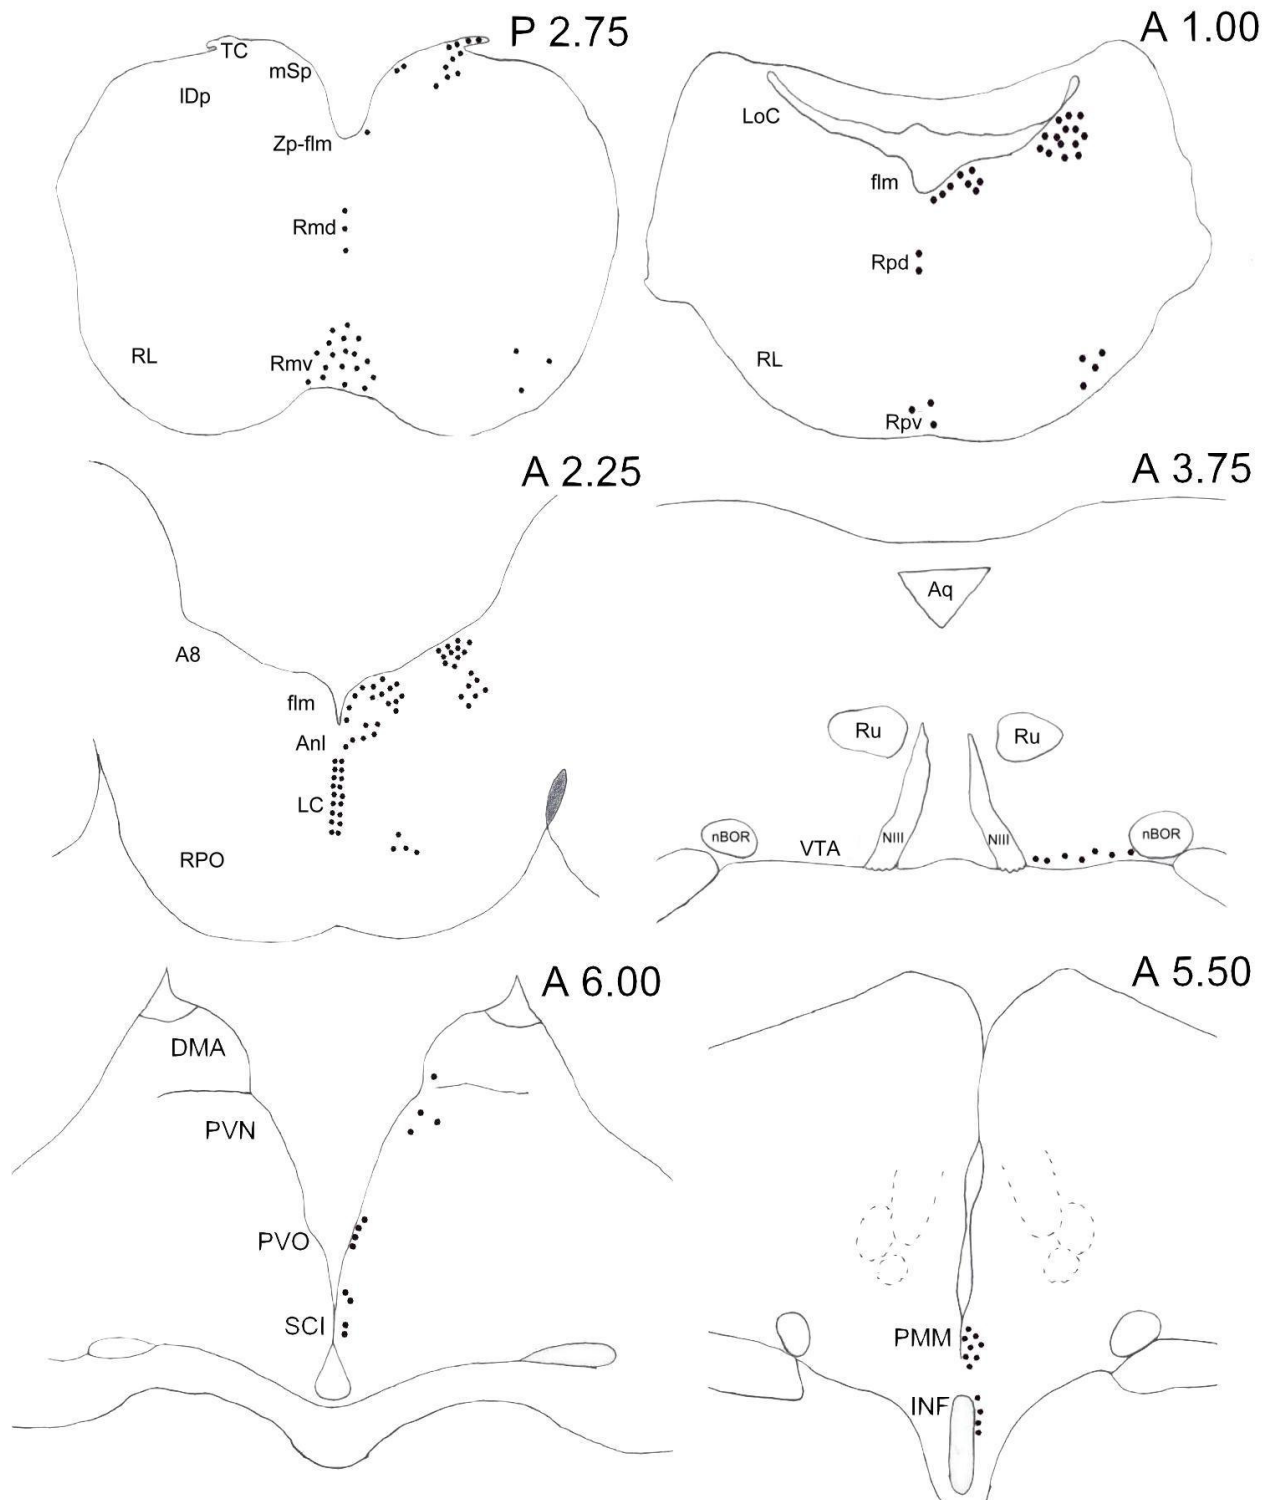 P 2.75
TC
mSp
lDp
Zp-flm
Rmd
RL
Rmv
A 1.00
LoC
flm
Rpd
RL
Rpv
A 2.25
A8
flm
Anl
LC
RPO
A 3.75
Aq
Ru
Ru
nBOR
VTA
NIII
NIII
nBOR
A 6.00
DMA
PVN
PVO
SCI
A 5.50
PMM
INF